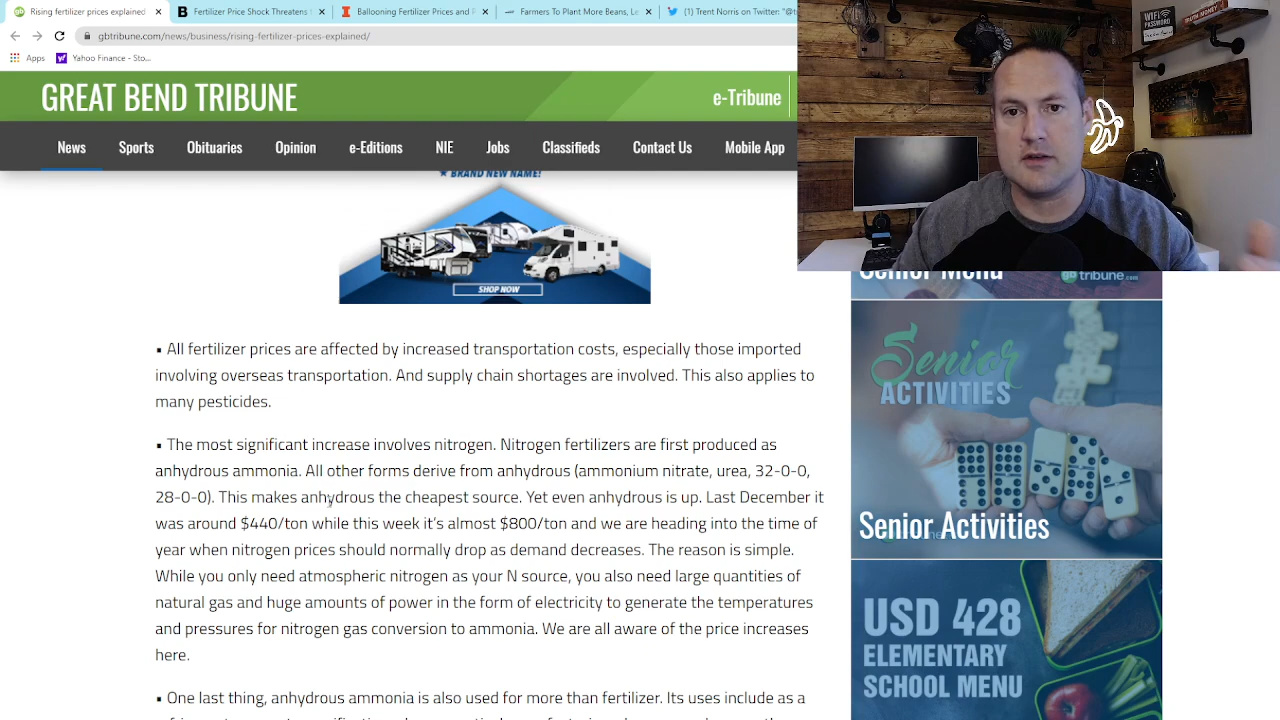 Rising fertilizer prices explained
Fertilizer Price Shock Threatens
Ballooning Fertilizer Prices and
Farmers To Plant More Beans, Le
(1) Trent Norris on Twitter: "@t
gbtribune.com/news/business/rising-fertilizer-prices-explained/
Apps
Yahoo Finance - Sto...
GREAT BEND TRIBUNE
e-Tribune
News
Sports
Obituaries
Opinion
e-Editions
NIE
Jobs
Classifieds
Contact Us
Mobile App
BRAND NEW NAME!
SHOP NOW
▪ All fertilizer prices are affected by increased transportation costs, especially those imported
involving overseas transportation. And supply chain shortages are involved. This also applies to
many pesticides.
▪ The most significant increase involves nitrogen. Nitrogen fertilizers are first produced as
anhydrous ammonia. All other forms derive from anhydrous (ammonium nitrate, urea, 32-0-0,
28-0-0). This makes anhydrous the cheapest source. Yet even anhydrous is up. Last December it
was around $440/ton while this week it's almost $800/ton and we are heading into the time of
year when nitrogen prices should normally drop as demand decreases. The reason is simple.
While you only need atmospheric nitrogen as your N source, you also need large quantities of
natural gas and huge amounts of power in the form of electricity to generate the temperatures
and pressures for nitrogen gas conversion to ammonia. We are all aware of the price increases
here.
▪ One last thing, anhydrous ammonia is also used for more than fertilizer. Its uses include as a
WIFI
PASSWORD
TRUTH MONEY
Senior Menu
gb tribune.com
Senior
ACTIVITIES
Senior Activities
USD 428
ELEMENTARY
SCHOOL MENU